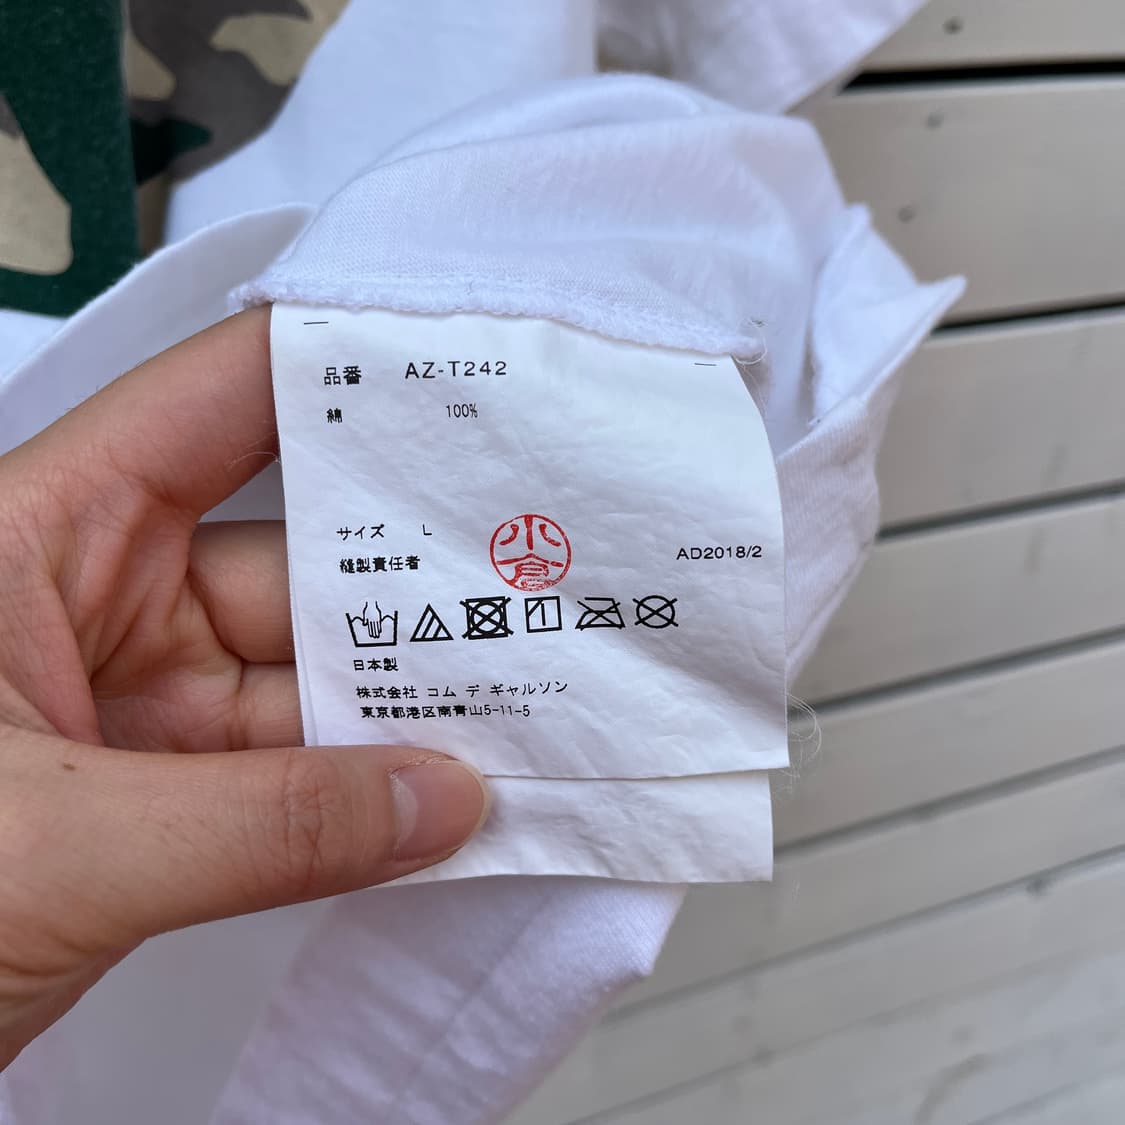 品番 AZ-T242
綿 100%
サイズ L
小倉
縫製責任者
AD2018/2
日本製
株式会社 コム デ ギャルソン
東京都港区南青山5-11-5